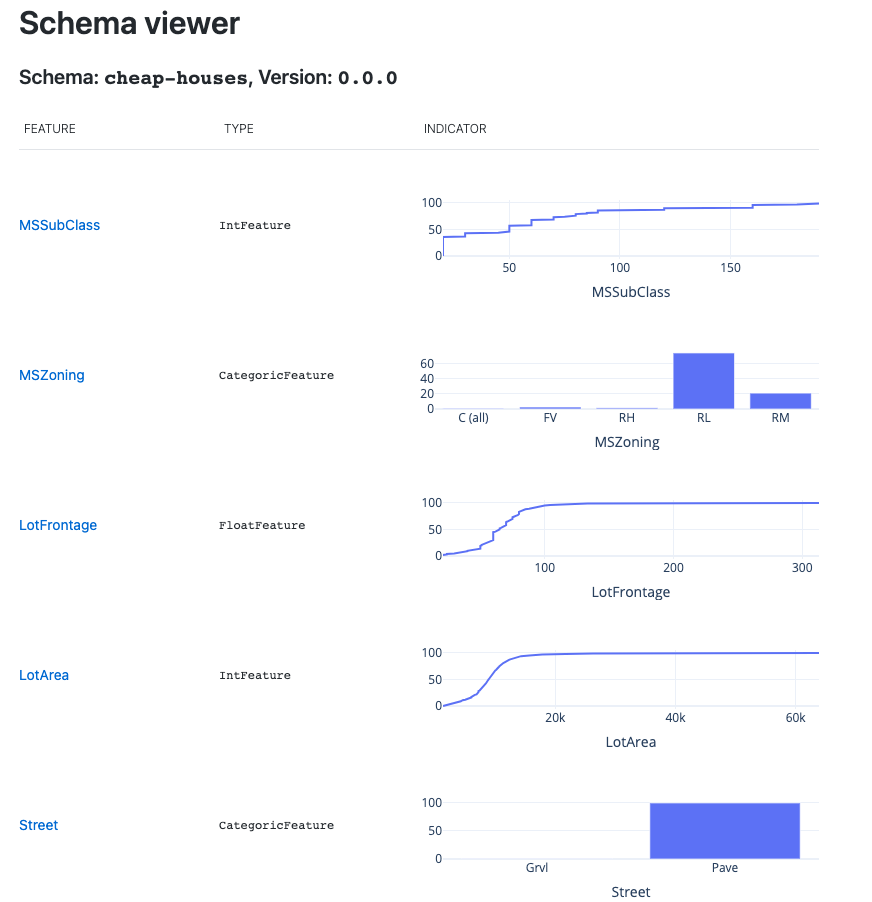 Schema viewer
Schema: cheap-houses, Version: 0.0.0
FEATURE TYPE INDICATOR
MSSubClass IntFeature
100
50
0
50 100 150
MSSubClass
MSZoning CategoricFeature
60
40
20
0
C (all) FV RH RL RM
MSZoning
LotFrontage FloatFeature
100
50
0
100 200 300
LotFrontage
LotArea IntFeature
100
50
0
20k 40k 60k
LotArea
Street CategoricFeature
100
50
0
Grvl Pave
Street